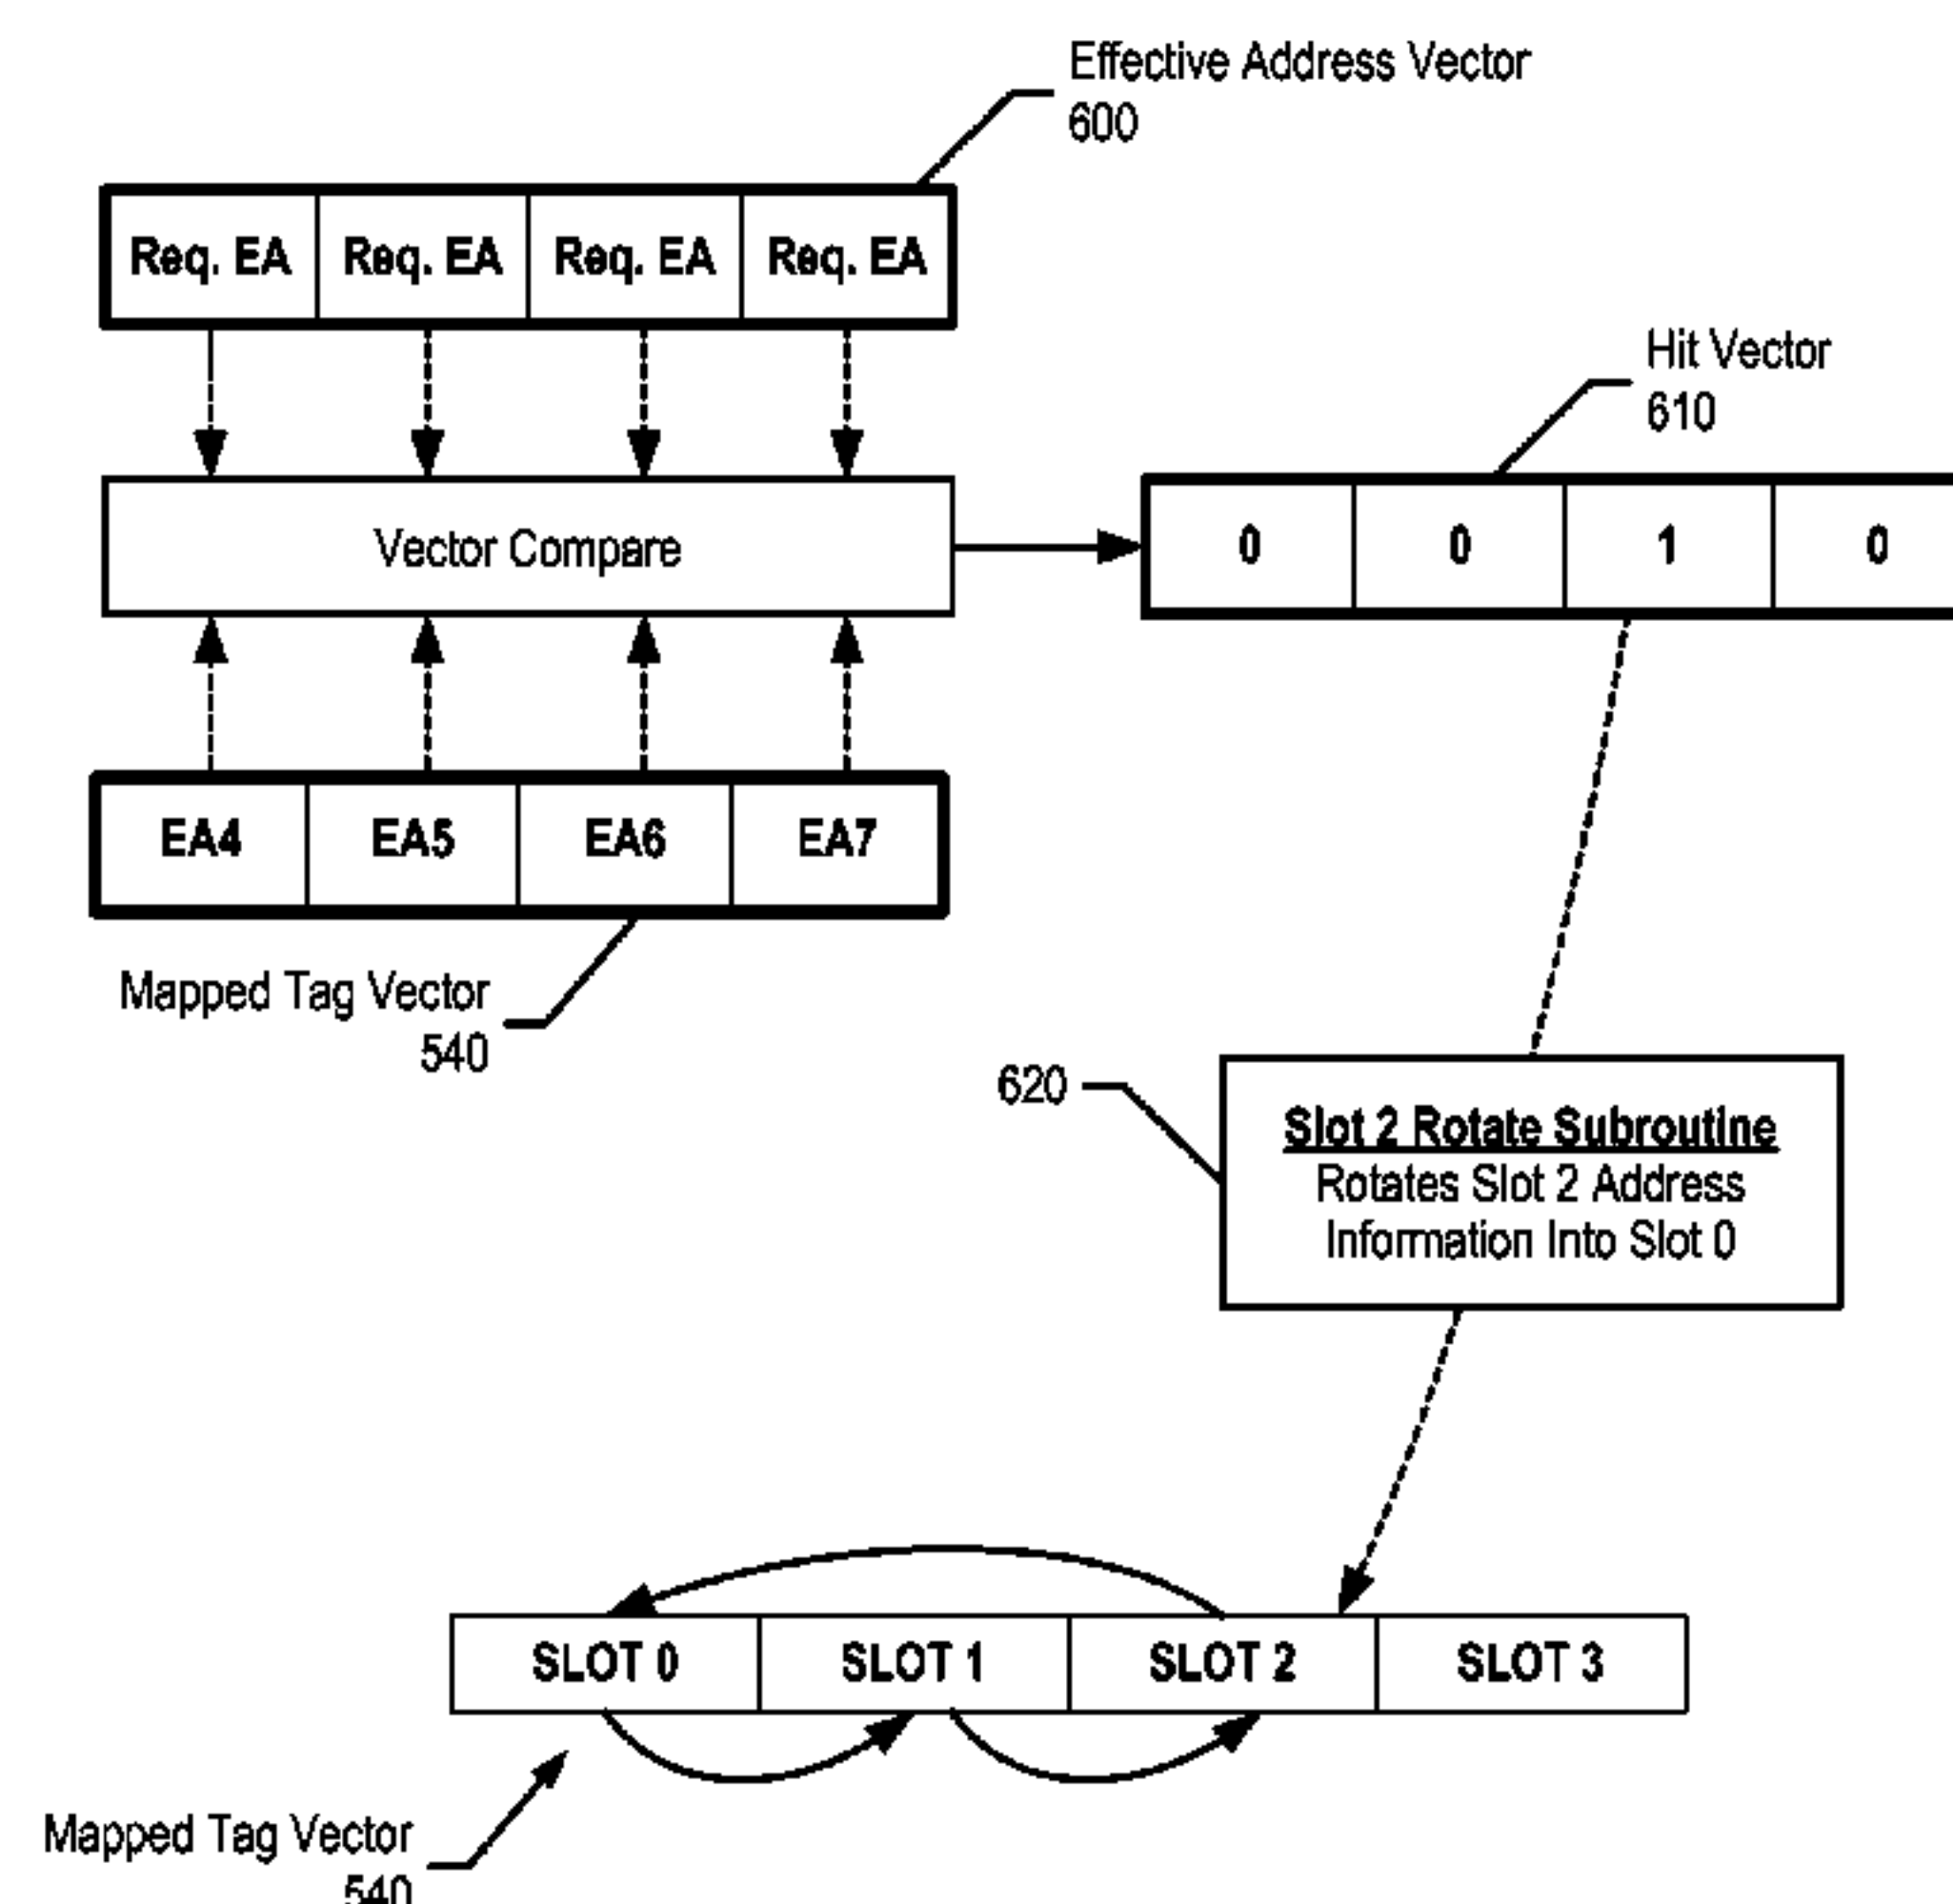 Effective Address Vector
600
Req. EA Req. EA Req. EA Req. EA
Hit Vector
610
Vector Compare
0 0 1 0
EA4 EA5 EA6 EA7
Mapped Tag Vector
540
620
Slot 2 Rotate Subroutine
Rotates Slot 2 Address
Information Into Slot 0
SLOT 0 SLOT 1 SLOT 2 SLOT 3
Mapped Tag Vector
540